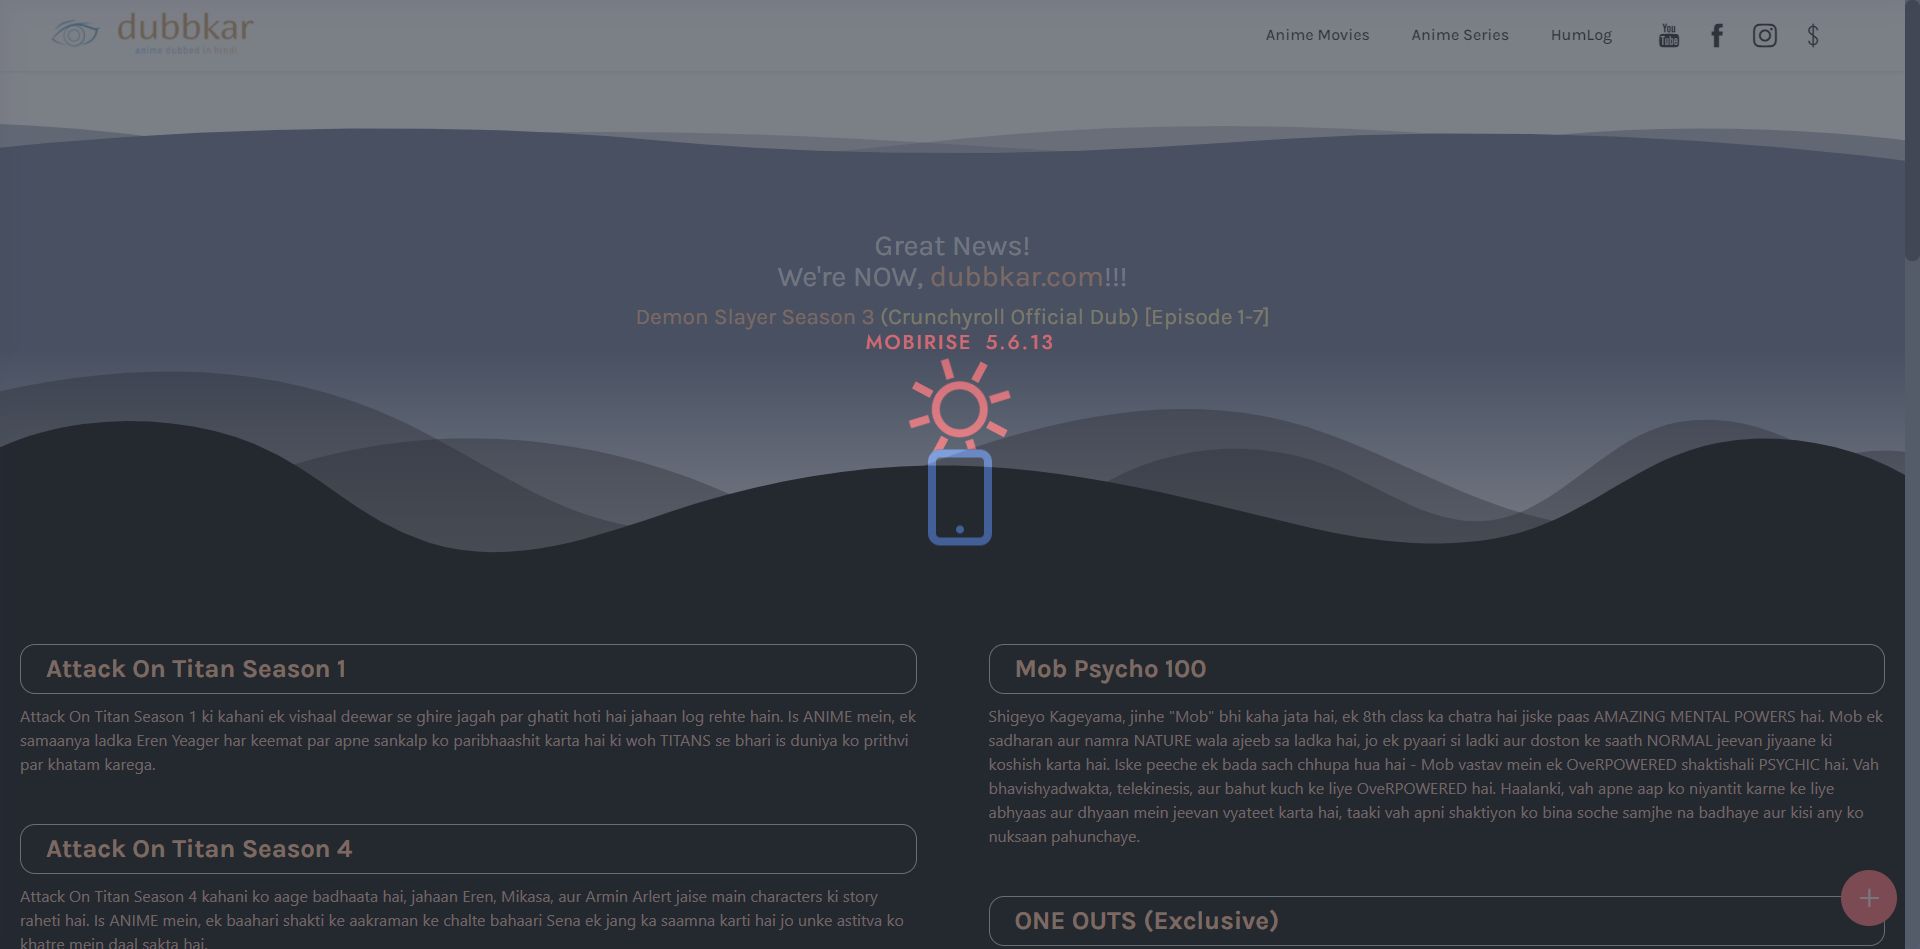 dubbkar
anime dubbed in hindi
Anime Movies
Anime Series
HumLog
You
Tube
Great News!
We're NOW, dubbkar.com!!!
Demon Slayer Season 3 (Crunchyroll Official Dub) [Episode 1-7]
MOBIRISE 5.6.13
Attack On Titan Season 1
Attack On Titan Season 1 ki kahani ek vishaal deewar se ghire jagah par ghatit hoti hai jahaan log rehte hain. Is ANIME mein, ek
samaanya ladka Eren Yeager har keemat par apne sankalp ko paribhaashit karta hai ki woh TITANS se bhari is duniya ko prithvi
par khatam karega.
Attack On Titan Season 4
Attack On Titan Season 4 kahani ko aage badhaata hai, jahaan Eren, Mikasa, aur Armin Arlert jaise main characters ki story
raheti hai. Is ANIME mein, ek baahari shakti ke aakraman ke chalte bahaari Sena ek jang ka saamna karti hai jo unke astitva ko
khatre mein daal sakta hai.
Mob Psycho 100
Shigeyo Kageyama, jinhe "Mob" bhi kaha jata hai, ek 8th class ka chatra hai jiske paas AMAZING MENTAL POWERS hai. Mob ek
sadharan aur namra NATURE wala ajeeb sa ladka hai, jo ek pyaari si ladki aur doston ke saath NORMAL jeevan jiyaane ki
koshish karta hai. Iske peeche ek bada sach chhupa hua hai - Mob vastav mein ek OveRPOWERED shaktishali PSYCHIC hai. Vah
bhavishyadwakta, telekinesis, aur bahut kuch ke liye OveRPOWERED hai. Haalanki, vah apne aap ko niyantit karne ke liye
abhyaas aur dhyaan mein jeevan vyateet karta hai, taaki vah apni shaktiyon ko bina soche samjhe na badhaye aur kisi any ko
nuksaan pahunchaye.
ONE OUTS (Exclusive)